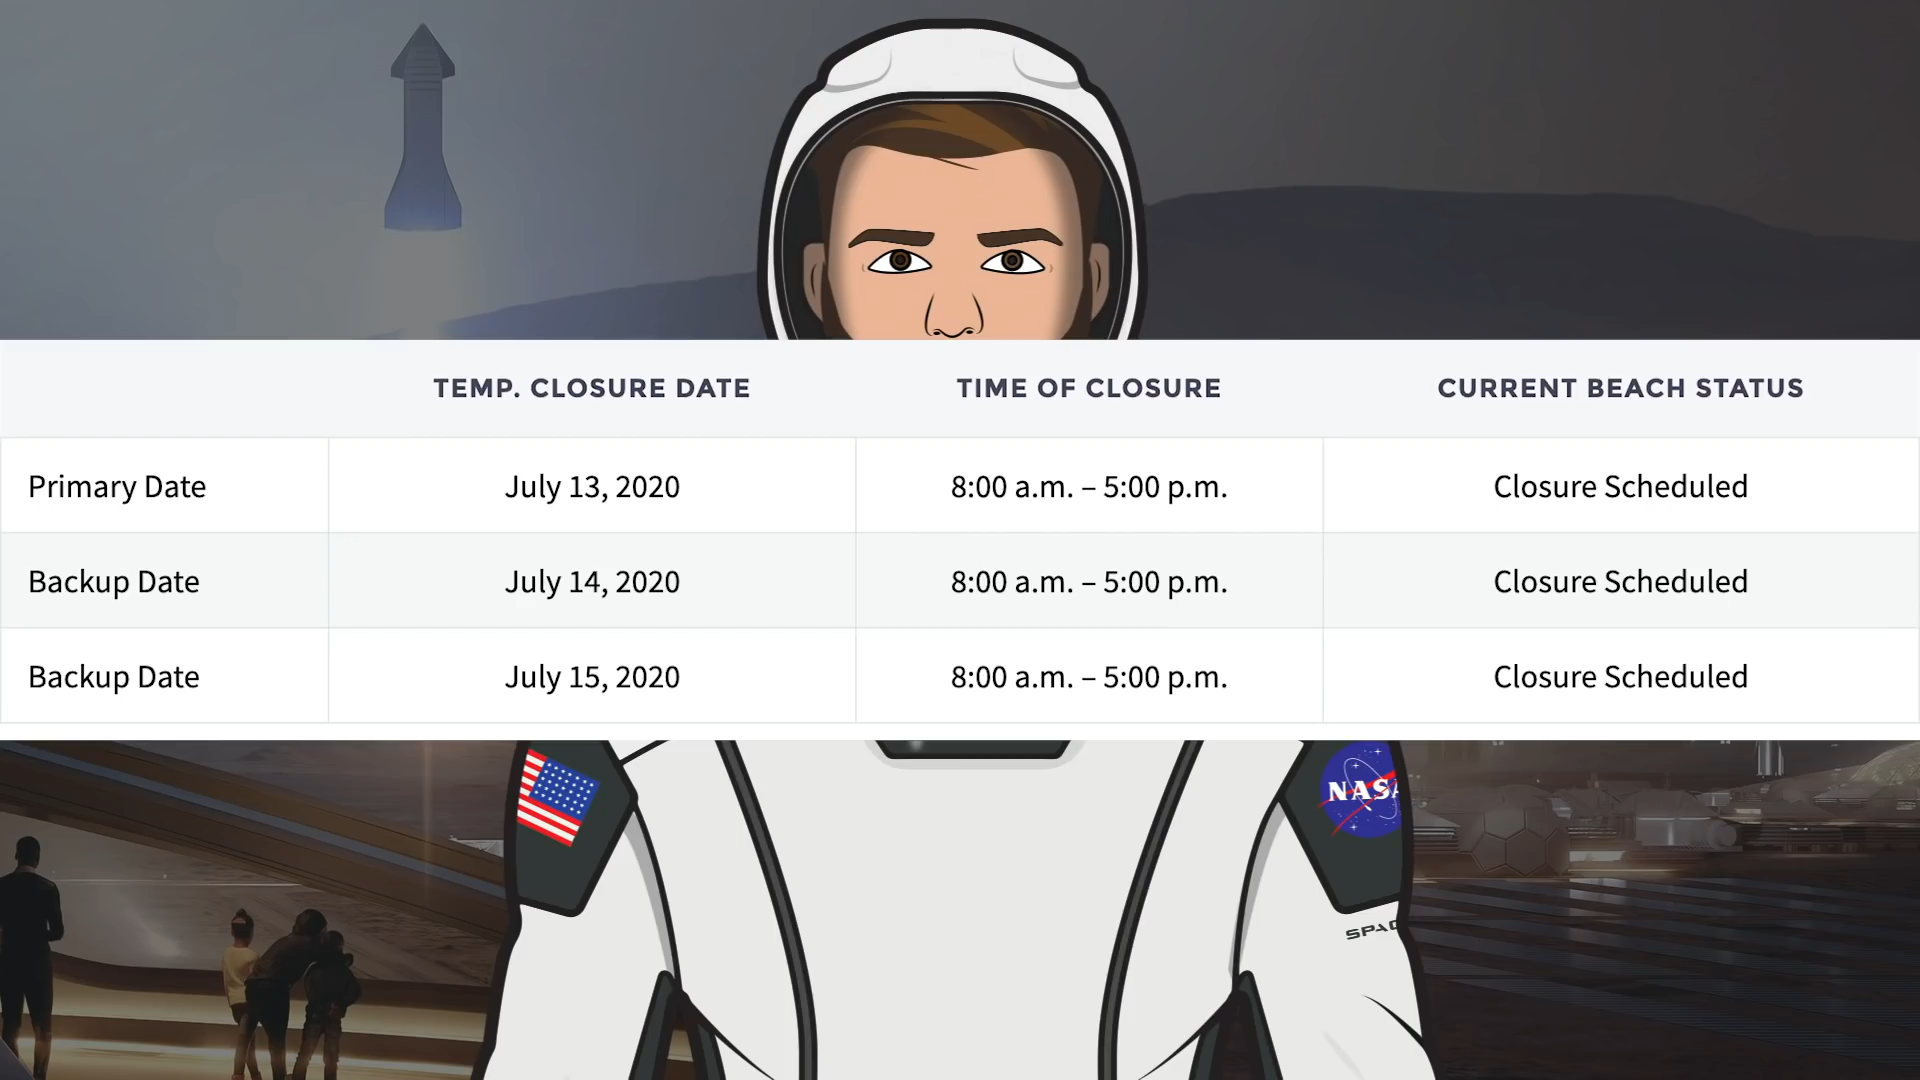 TEMP. CLOSURE DATE TIME OF CLOSURE CURRENT BEACH STATUS
Primary Date July 13, 2020 8:00 a.m. – 5:00 p.m. Closure Scheduled
Backup Date July 14, 2020 8:00 a.m. – 5:00 p.m. Closure Scheduled
Backup Date July 15, 2020 8:00 a.m. – 5:00 p.m. Closure Scheduled
NASA
SPAC